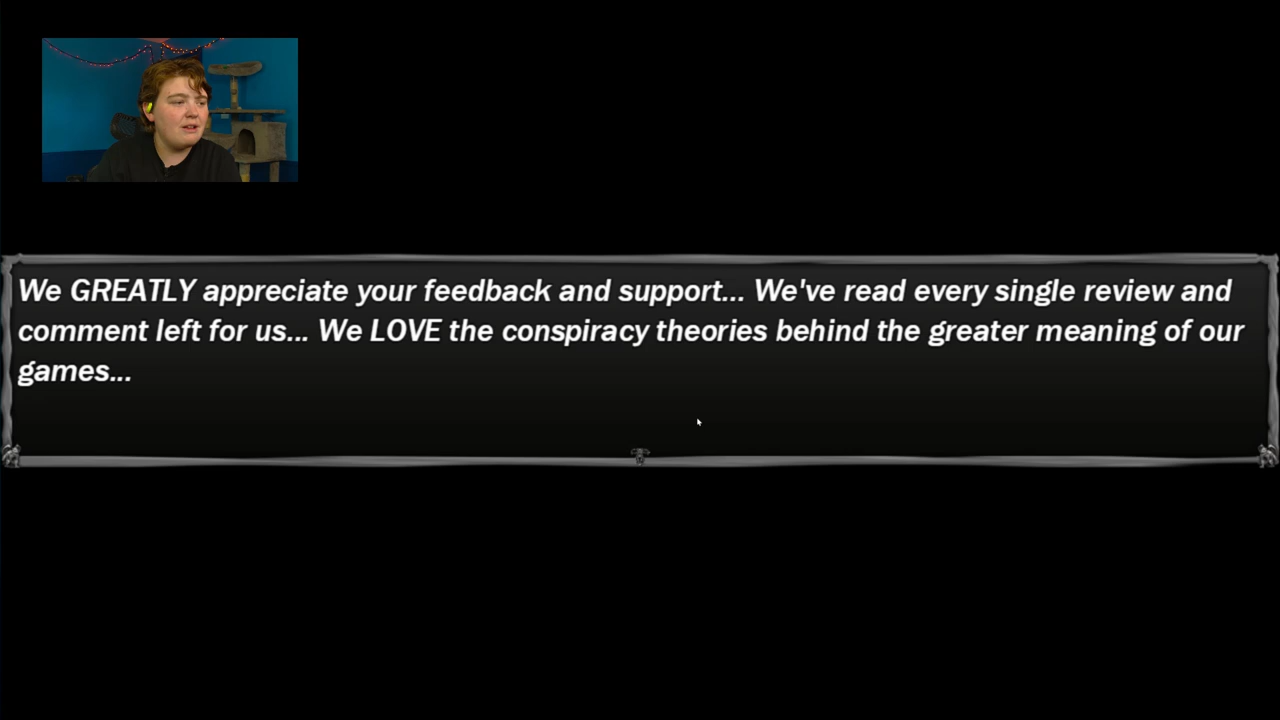 We GREATLY appreciate your feedback and support... We've read every single review and
comment left for us... We LOVE the conspiracy theories behind the greater meaning of our
games...